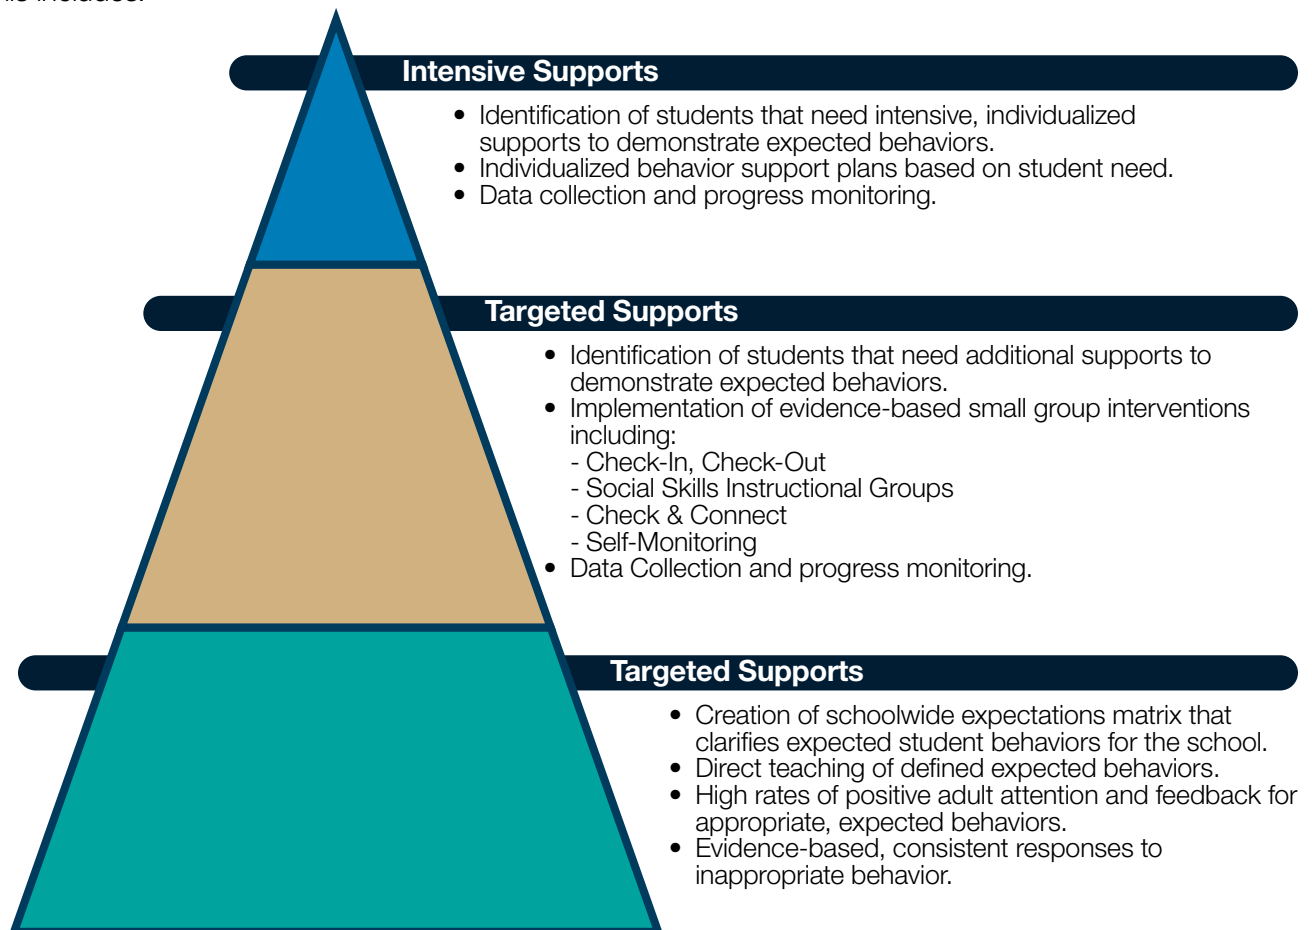 Intensive Supports
• Identification of students that need intensive, individualized
supports to demonstrate expected behaviors.
• Individualized behavior support plans based on student need.
• Data collection and progress monitoring.
Targeted Supports
• Identification of students that need additional supports to
demonstrate expected behaviors.
• Implementation of evidence-based small group interventions
including:
- Check-In, Check-Out
- Social Skills Instructional Groups
- Check & Connect
- Self-Monitoring
• Data Collection and progress monitoring.
Targeted Supports
• Creation of schoolwide expectations matrix that
clarifies expected student behaviors for the school.
• Direct teaching of defined expected behaviors.
• High rates of positive adult attention and feedback for
appropriate, expected behaviors.
• Evidence-based, consistent responses to
inappropriate behavior.